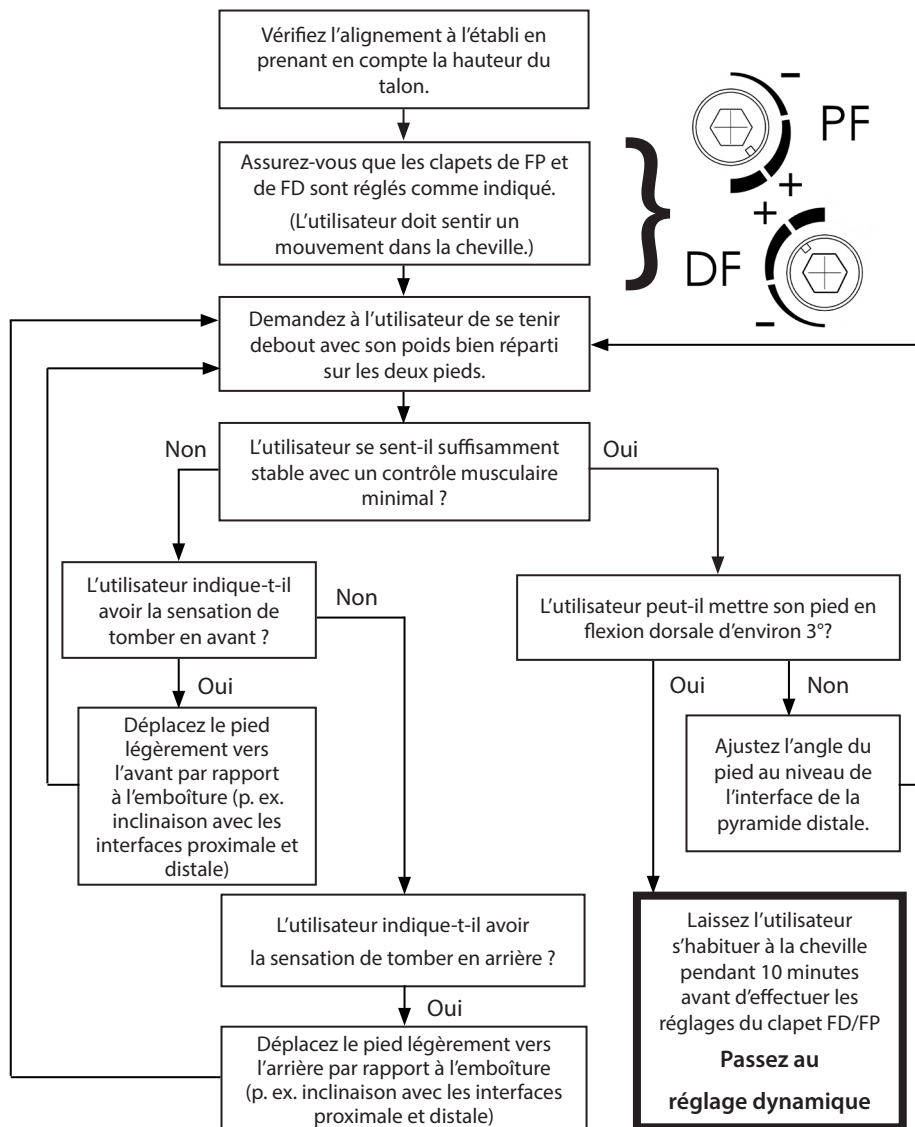 Vérifiez l'alignement à l'établi en
prenant en compte la hauteur du
talon.
Assurez-vous que les clapets de FP et
de FD sont réglés comme indiqué.
(L'utilisateur doit sentir un
mouvement dans la cheville.)
-
PF
+
+
DF
-
Demandez à l'utilisateur de se tenir
debout avec son poids bien réparti
sur les deux pieds.
Non
L'utilisateur se sent-il suffisamment
stable avec un contrôle musculaire
minimal ?
Oui
L'utilisateur indique-t-il
avoir la sensation de
tomber en avant ?
Non
L'utilisateur peut-il mettre son pied en
flexion dorsale d'environ 3°?
Oui
Oui
Non
Déplacez le pied
légèrement vers
l'avant par rapport
à l'emboîture (p. ex.
inclinaison avec les
interfaces proximale et
distale)
Ajustez l'angle du
pied au niveau de
l'interface de la
pyramide distale.
L'utilisateur indique-t-il avoir
la sensation de tomber en arrière ?
Oui
Déplacez le pied légèrement vers
l'arrière par rapport à l'emboîture
(p. ex. inclinaison avec les interfaces
proximale et distale)
Laissez l'utilisateur
s'habituer à la cheville
pendant 10 minutes
avant d'effectuer les
réglages du clapet FD/FP
Passez au
réglage dynamique